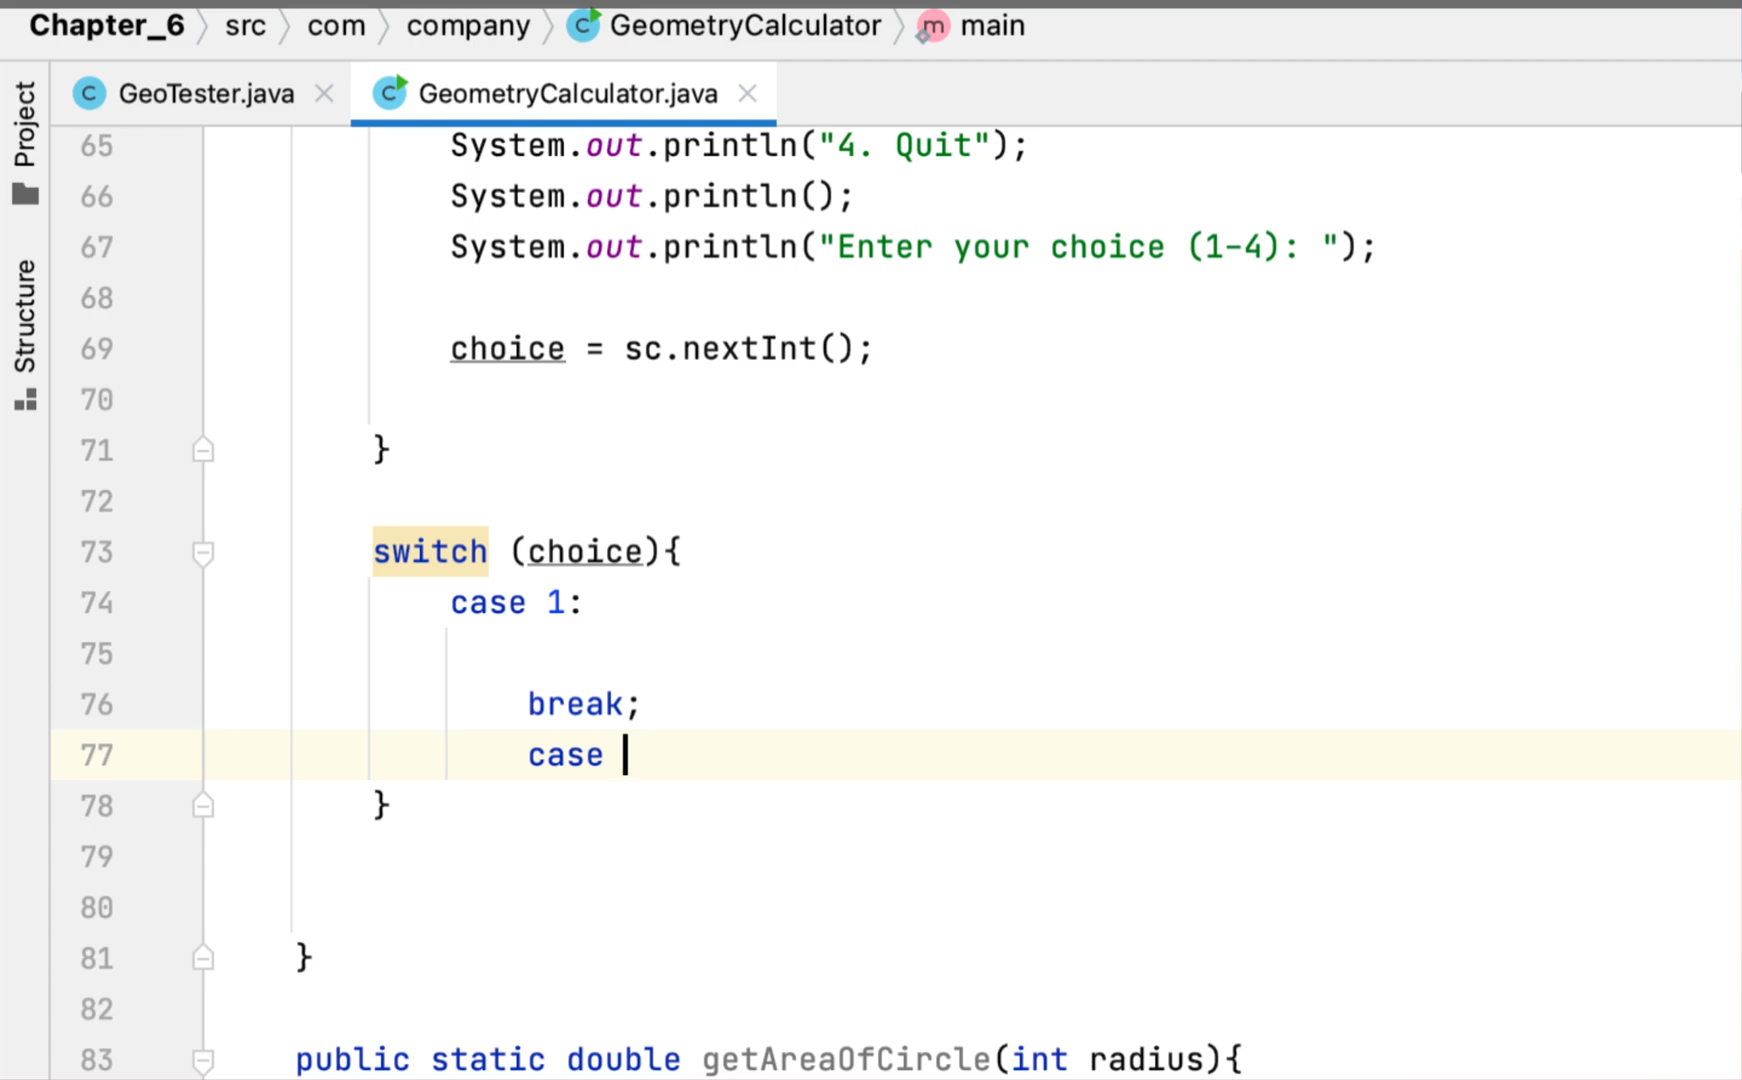 Chapter_6 src com company GeometryCalculator main
GeoTester.java GeometryCalculator.java
Project
Structure
65 System.out.println("4. Quit");
66 System.out.println();
67 System.out.println("Enter your choice (1-4): ");
68
69 choice = sc.nextInt();
70
71 }
72
73 switch (choice){
74 case 1:
75
76 break;
77 case
78 }
79
80
81 }
82
83 public static double getAreaOfCircle(int radius){